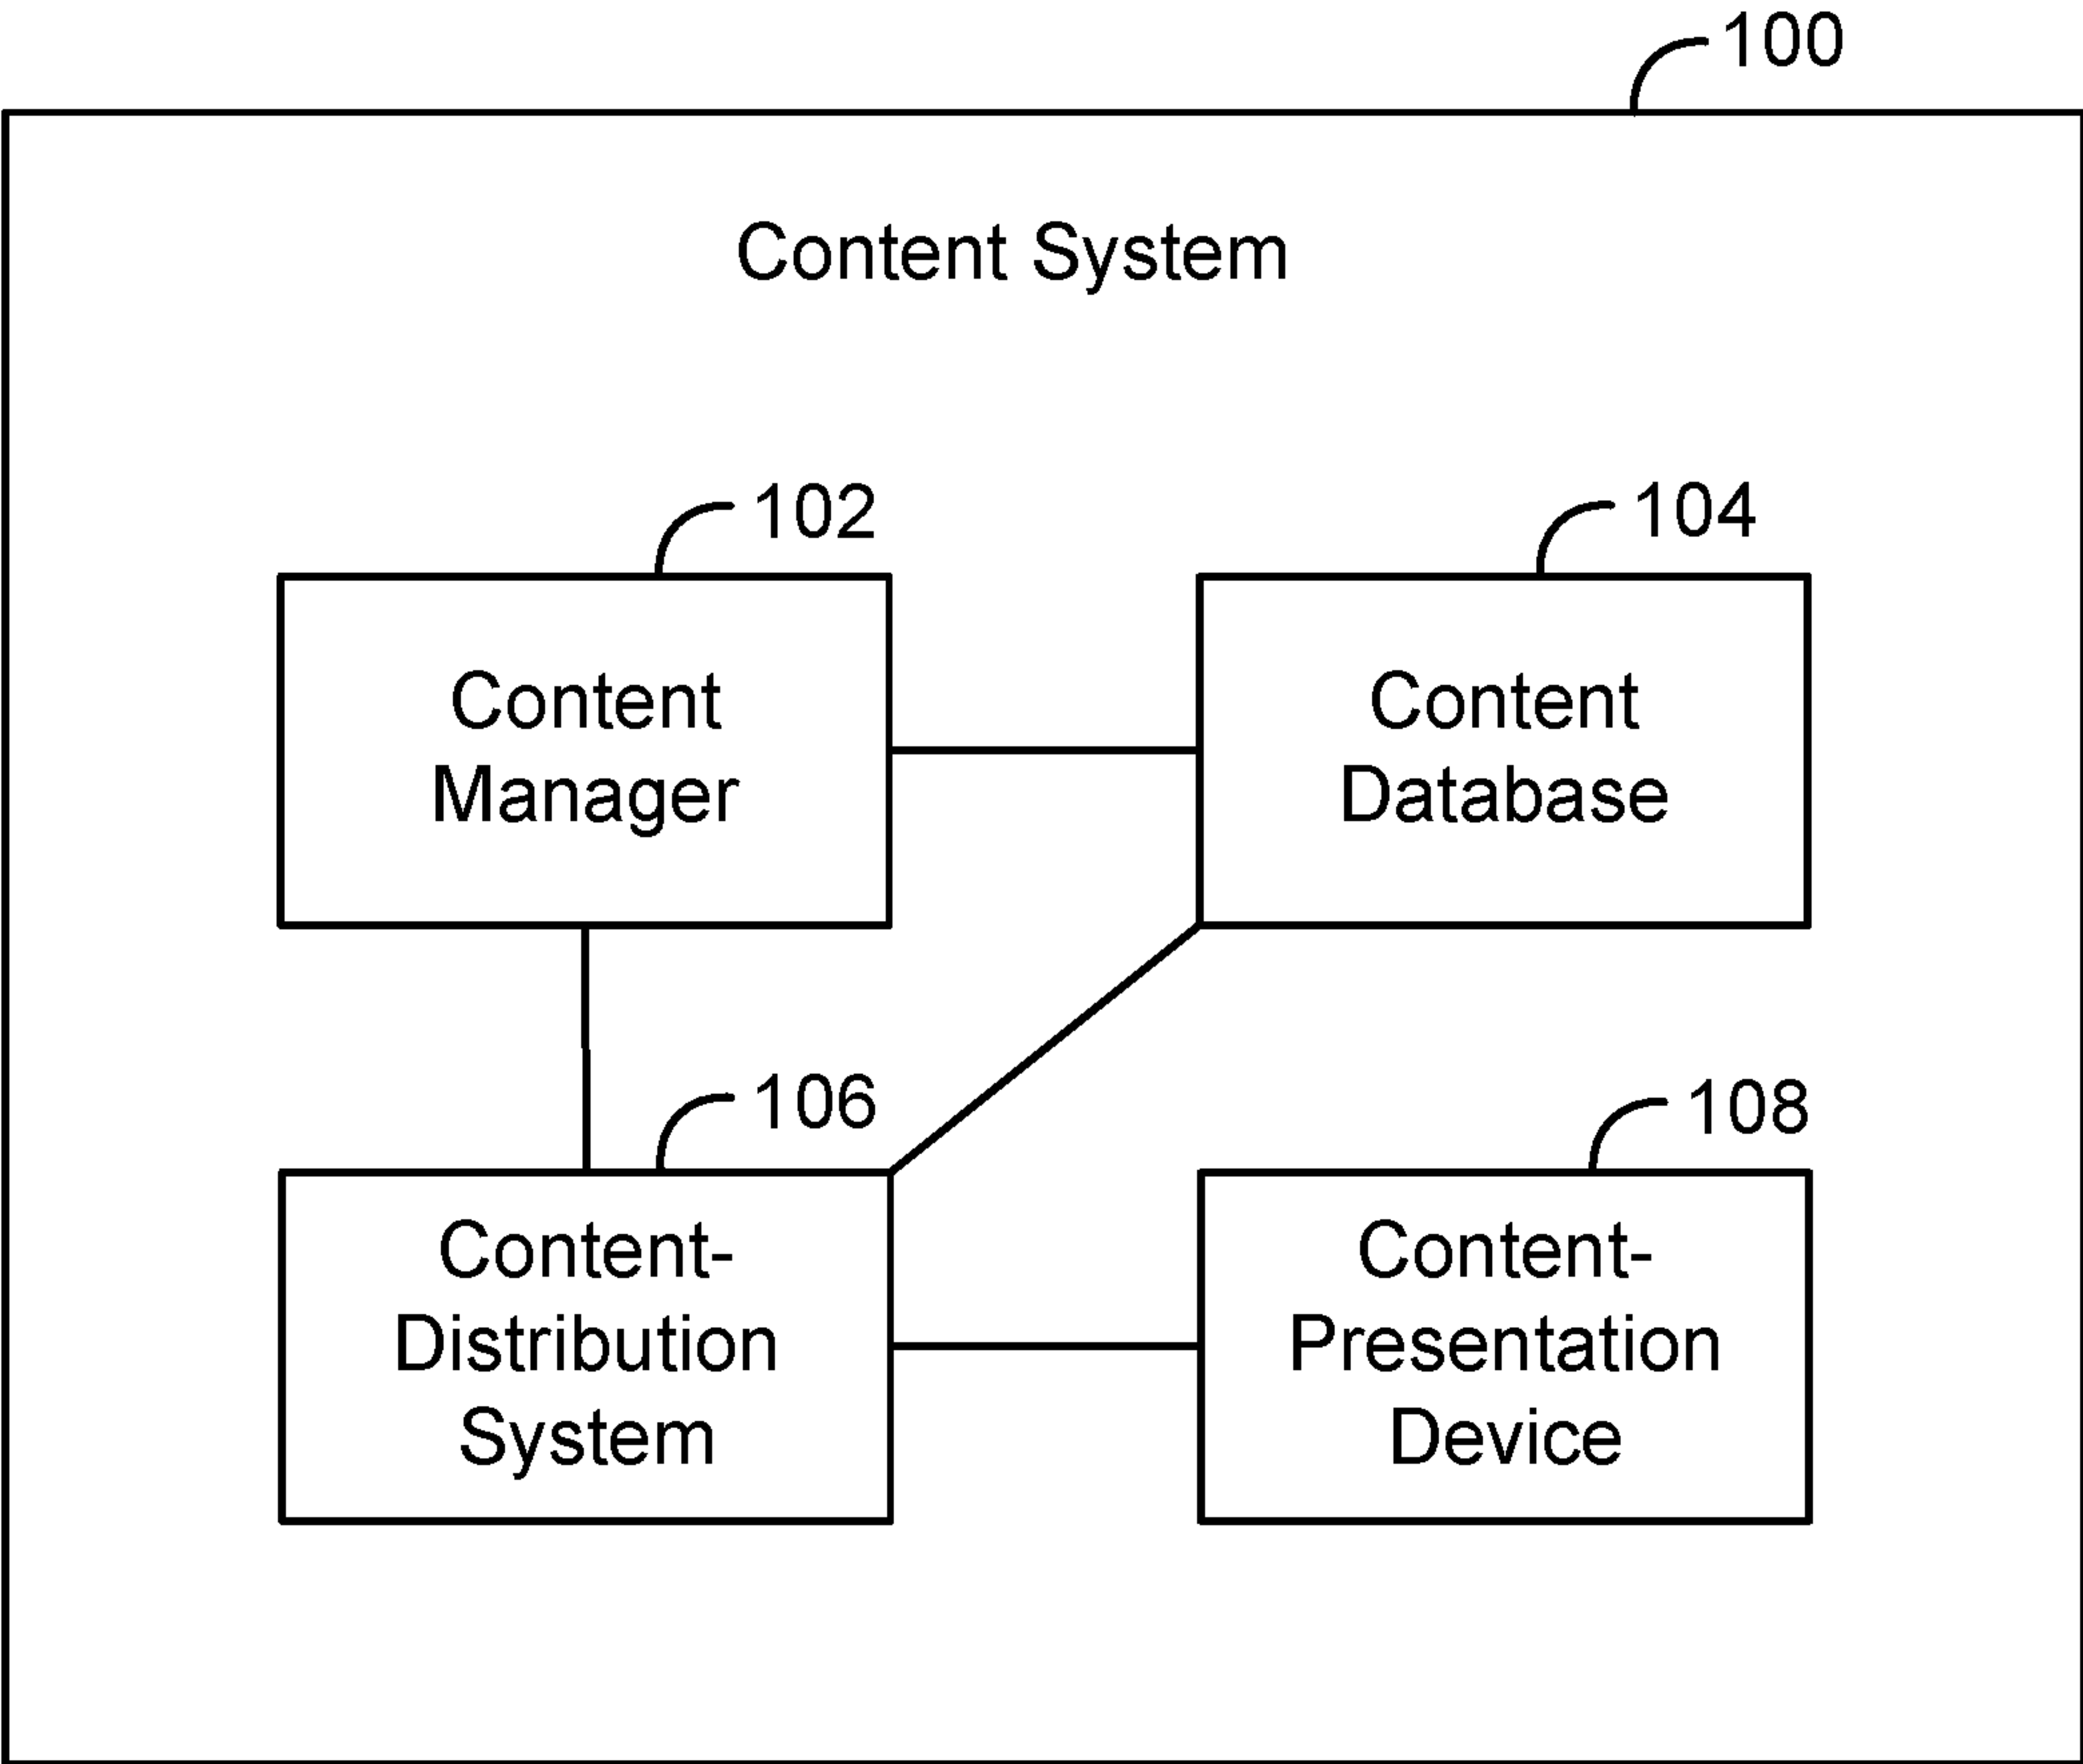 100
Content System
102
104
Content
Manager
Content
Database
106
108
Content-
Distribution
System
Content-
Presentation
Device